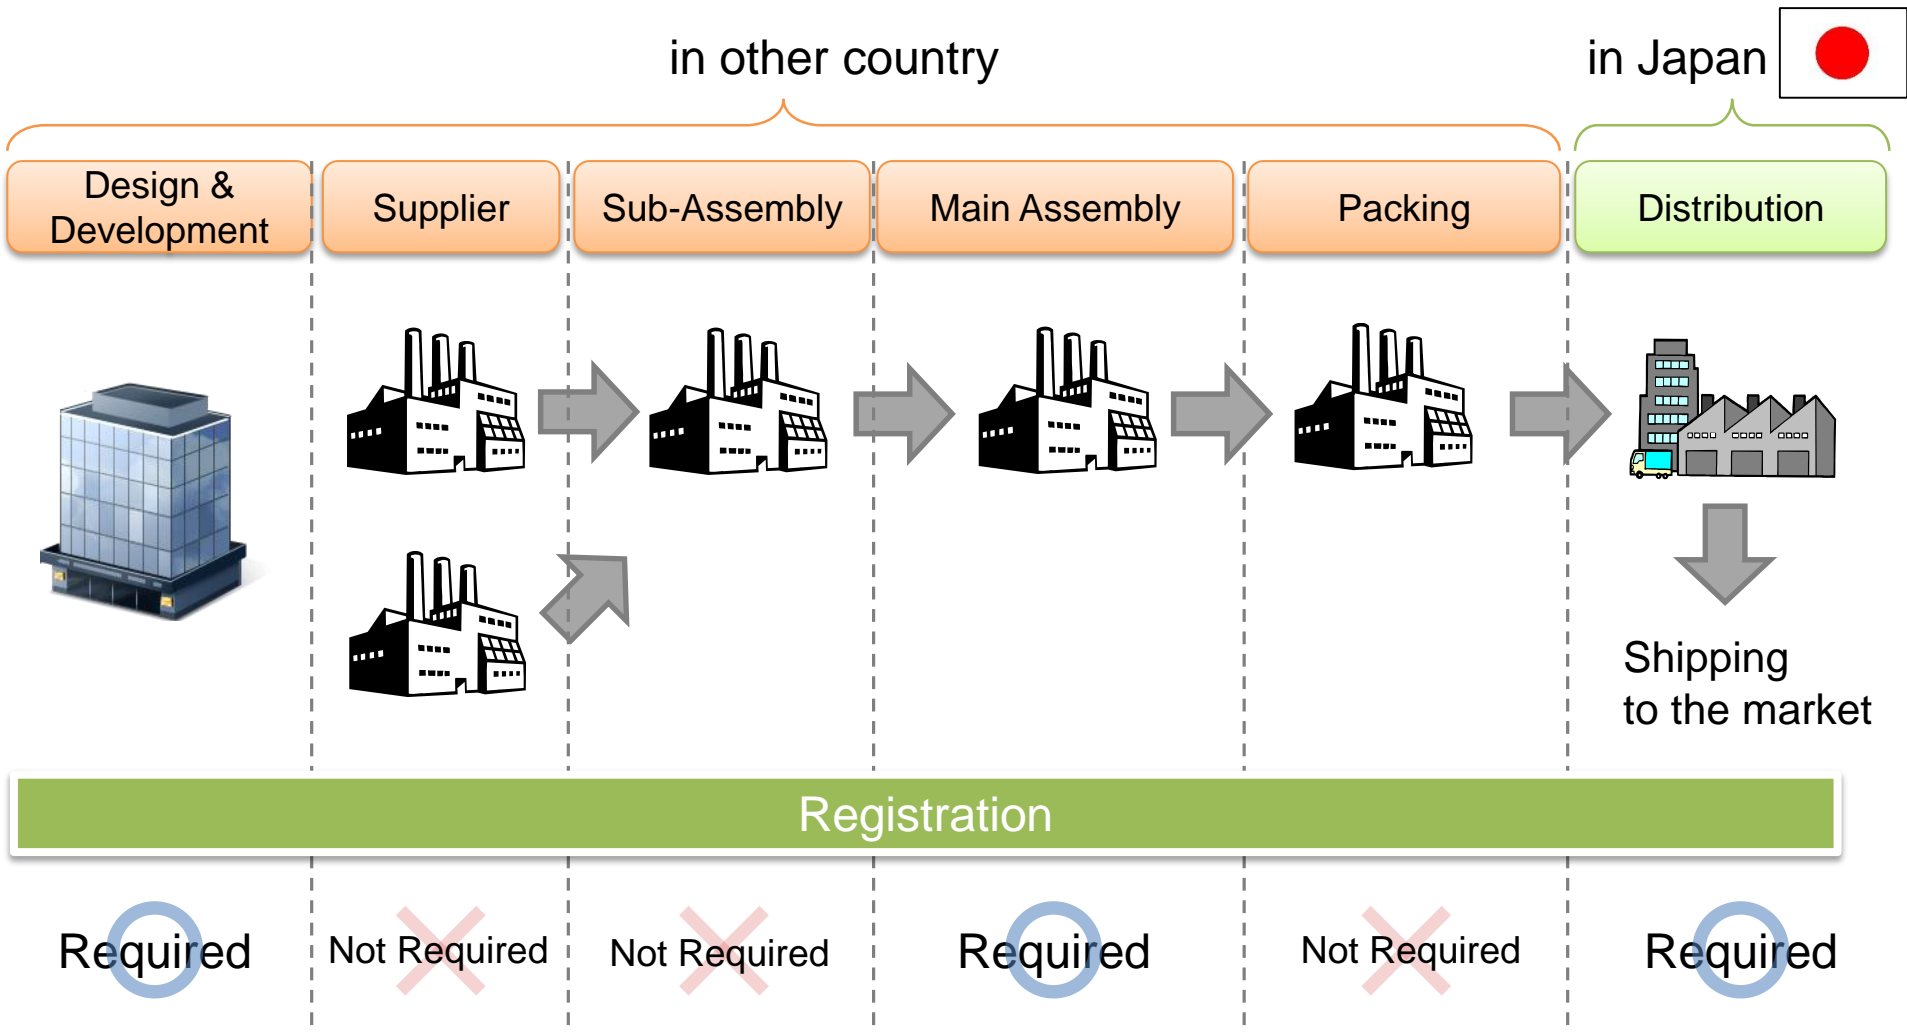 in other country
in Japan
Design &
Development
Supplier
Sub-Assembly
Main Assembly
Packing
Distribution
Shipping
to the market
Registration
Required
Not Required
Not Required
Required
Not Required
Required